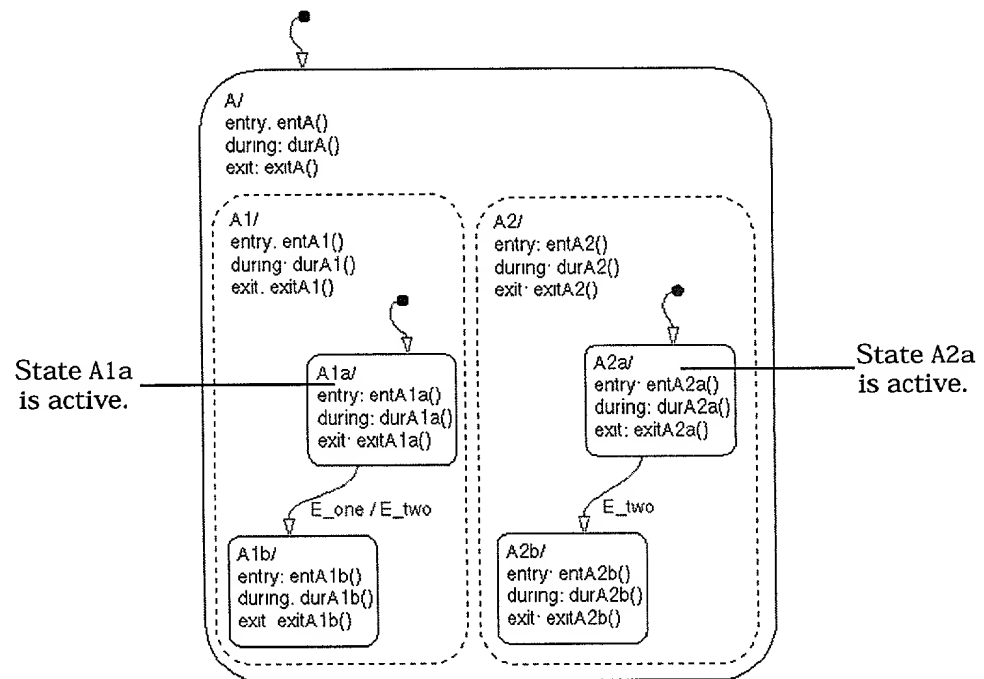 A/
entry. entA()
during: durA()
exit: exitA()
A1/
entry. entA1()
during· durA1()
exit. exitA1()
A2/
entry: entA2()
during· durA2()
exit· exitA2()
State A1a
is active.
A1a/
entry: entA1a()
during: durA1a()
exit· exitA1a()
A2a/
entry· entA2a()
during: durA2a()
exit: exitA2a()
State A2a
is active.
E_one / E_two
E_two
A1b/
entry: entA1b()
during. durA1b()
exit exitA1b()
A2b/
entry· entA2b()
during: durA2b()
exit· exitA2b()